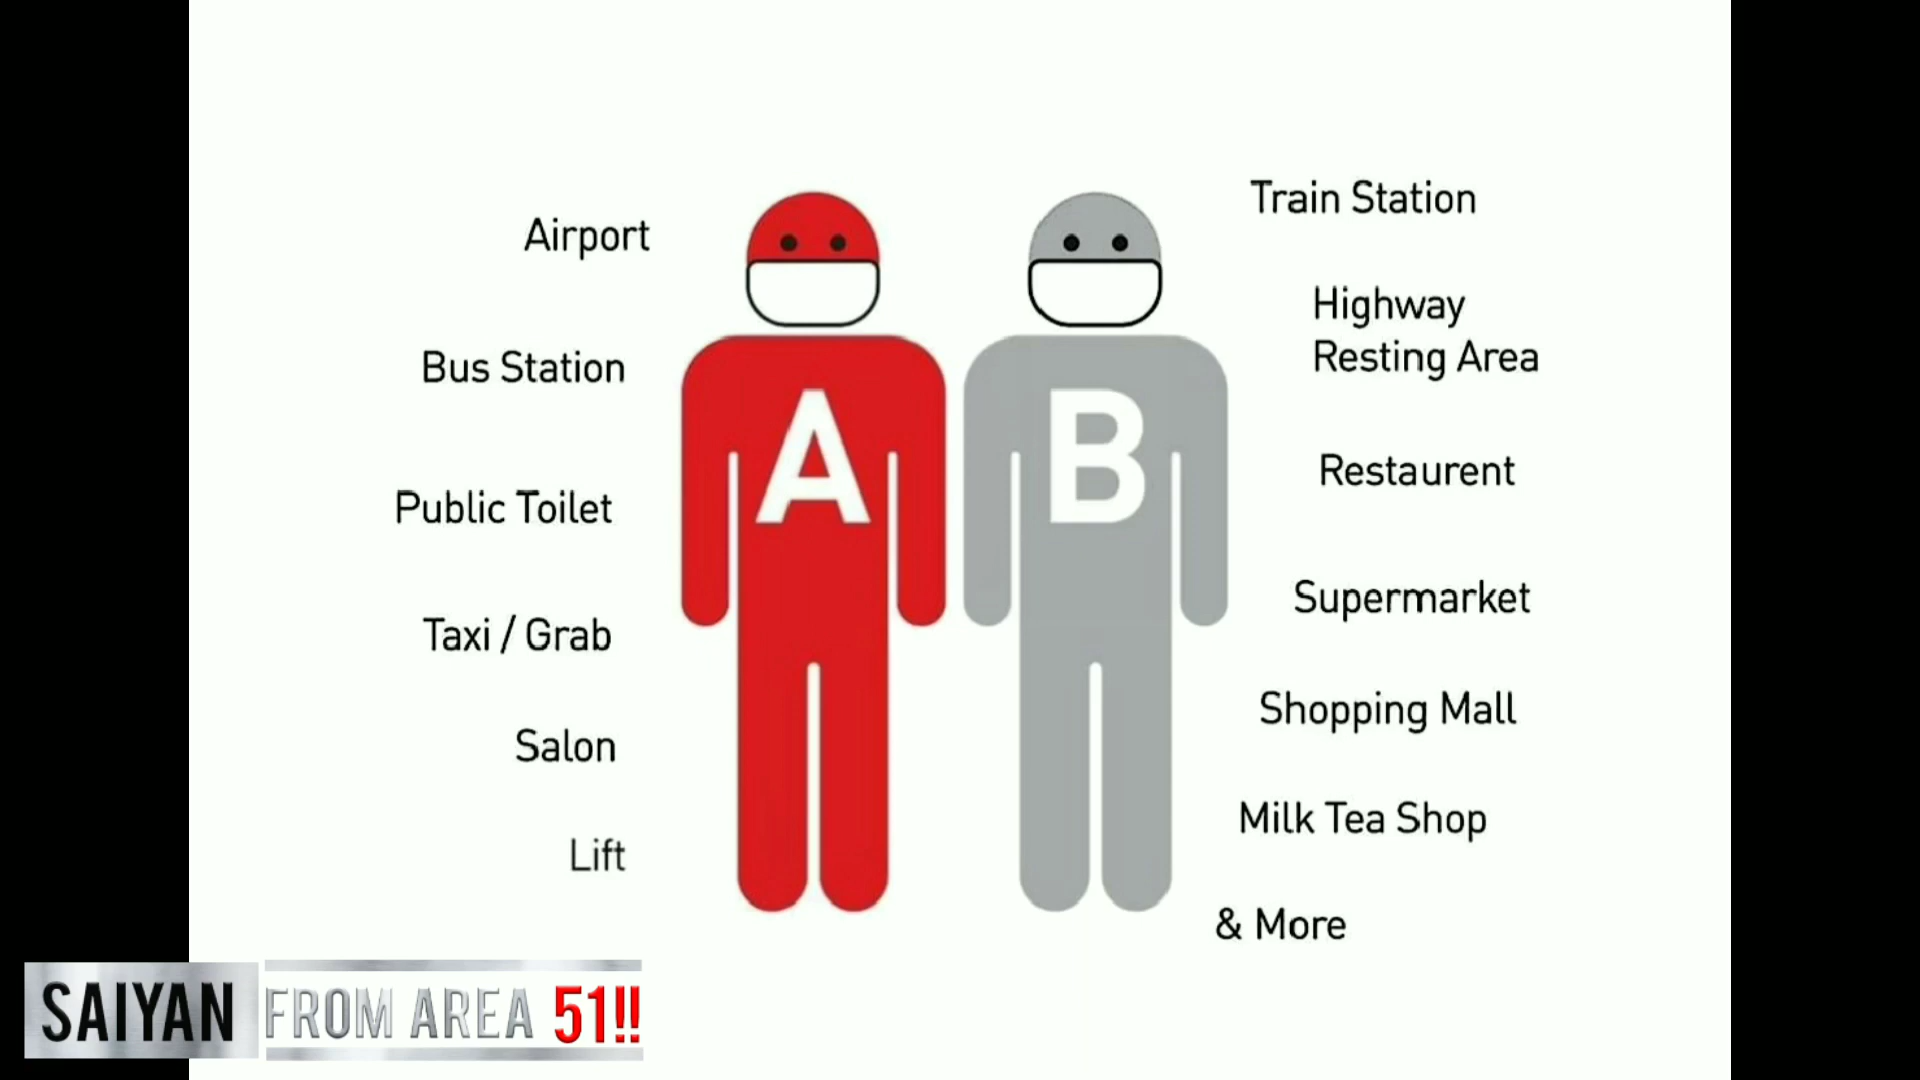 Airport
Bus Station
Public Toilet
Taxi / Grab
Salon
Lift
A
B
Train Station
Highway
Resting Area
Restaurent
Supermarket
Shopping Mall
Milk Tea Shop
& More
SAIYAN FROM AREA 51!!